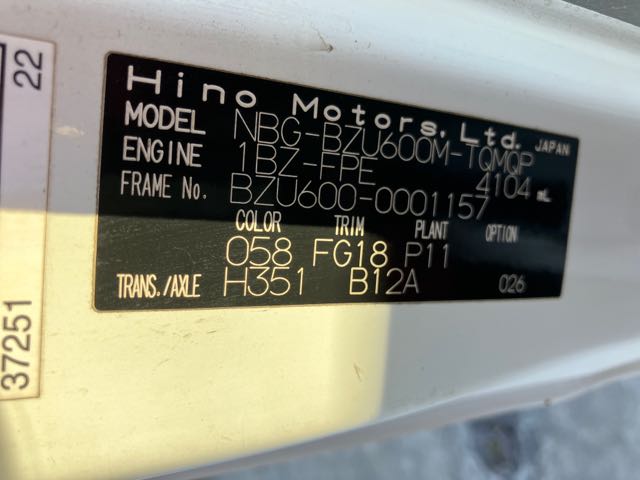 Hino Motors, Ltd. JAPAN
MODEL NBG-BZU600M-TQMQP
ENGINE 1BZ-FPE 4104 mL
FRAME No. BZU600-0001157
COLOR TRIM PLANT OPTION
058 FG18 P11
TRANS./AXLE H351 B12A 026
22
37251